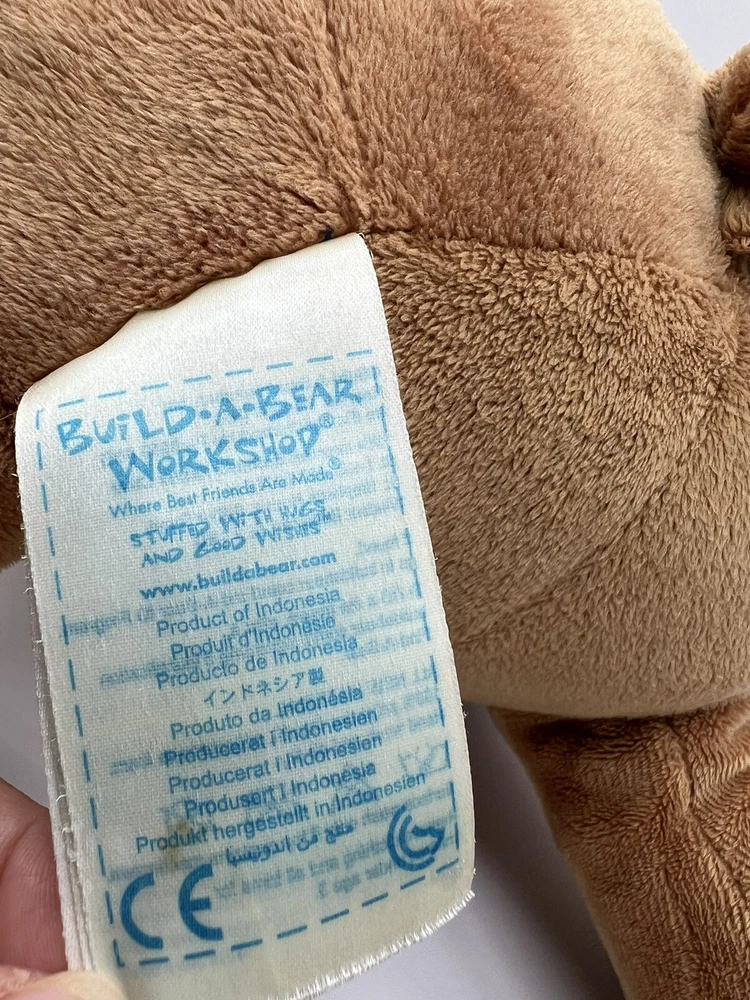 BUILD-A-BEAR
WORKSHOP®
Where Best Friends Are Made®
STUFFED WITH HUGS
AND GOOD WISHES™
www.buildabear.com
Product of Indonesia
Produit d'Indonésie
Producto de Indonesia
インドネシア製
Produto da Indonésia
Producerat i Indonesien
Producerat i Indonesien
Produsert i Indonesia
Produkt hergestellt in Indonesien
صنع من اندونيسيا
CE